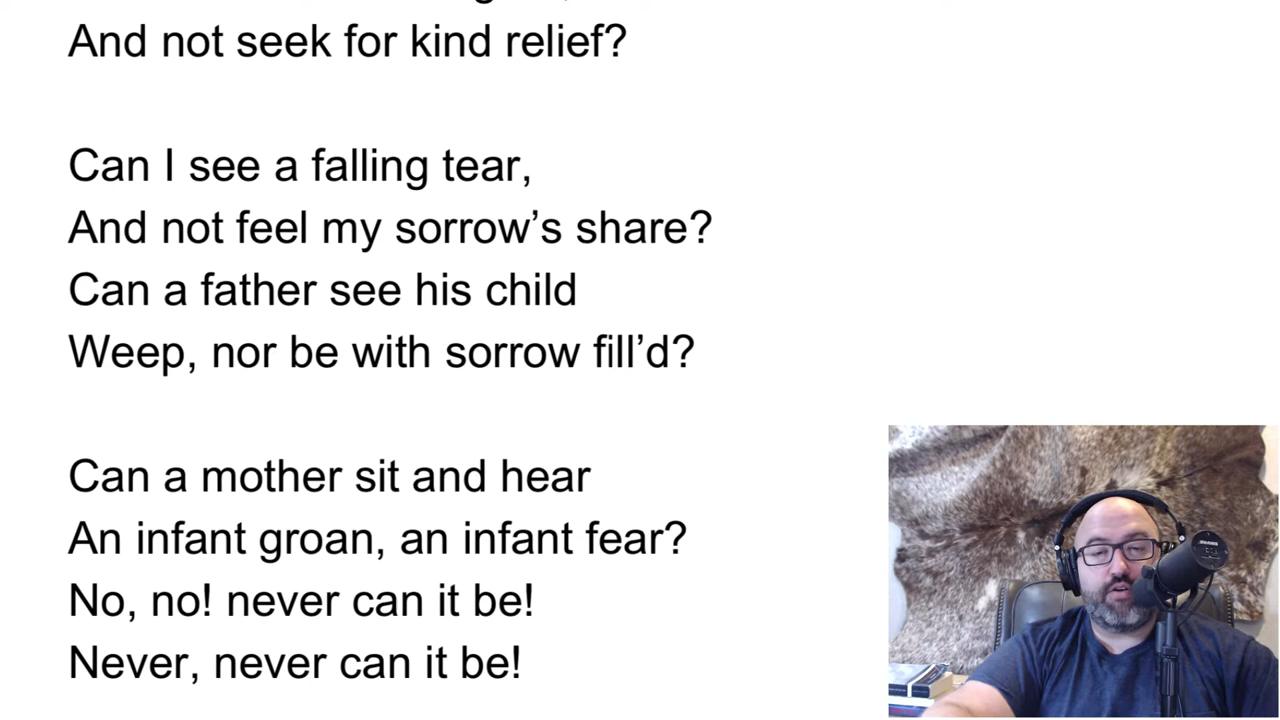 And not seek for kind relief?
Can I see a falling tear,
And not feel my sorrow’s share?
Can a father see his child
Weep, nor be with sorrow fill’d?
Can a mother sit and hear
An infant groan, an infant fear?
No, no! never can it be!
Never, never can it be!